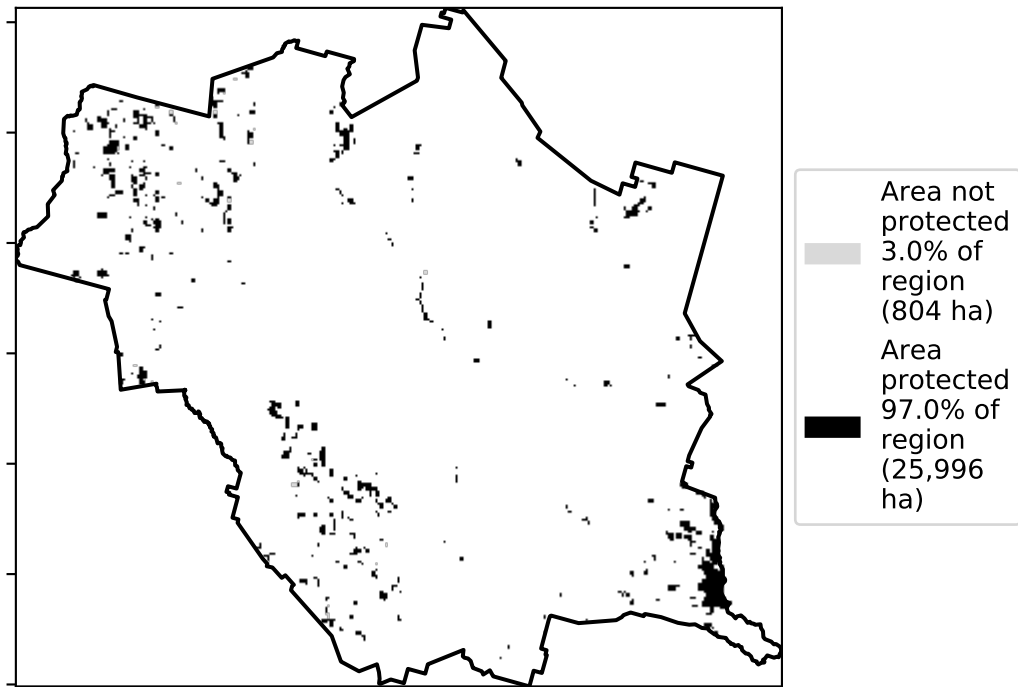 Area not
protected
3.0% of
region
(804 ha)
Area
protected
97.0% of
region
(25,996
ha)